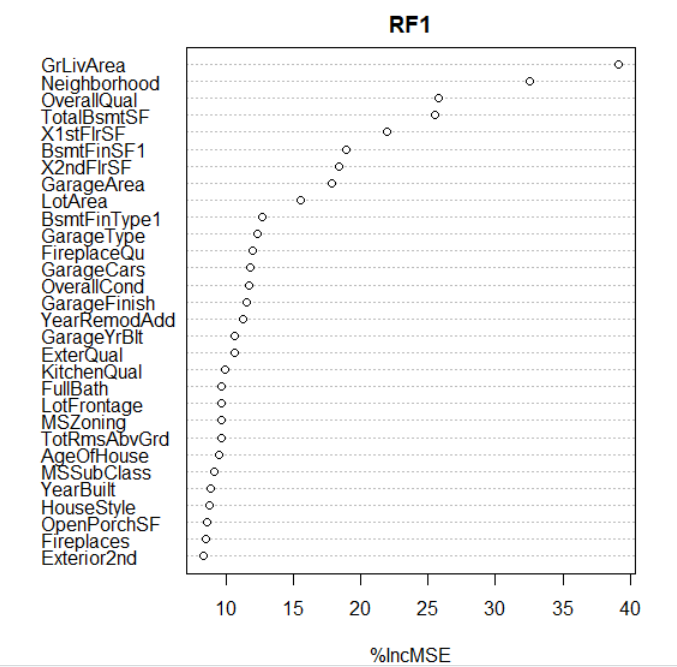 RF1
GrLivArea
Neighborhood
OverallQual
TotalBsmtSF
X1stFlrSF
BsmtFinSF1
X2ndFlrSF
GarageArea
LotArea
BsmtFinType1
GarageType
FireplaceQu
GarageCars
OverallCond
GarageFinish
YearRemodAdd
GarageYrBlt
ExterQual
KitchenQual
FullBath
LotFrontage
MSZoning
TotRmsAbvGrd
AgeOfHouse
MSSubClass
YearBuilt
HouseStyle
OpenPorchSF
Fireplaces
Exterior2nd
10 15 20 25 30 35 40
%IncMSE